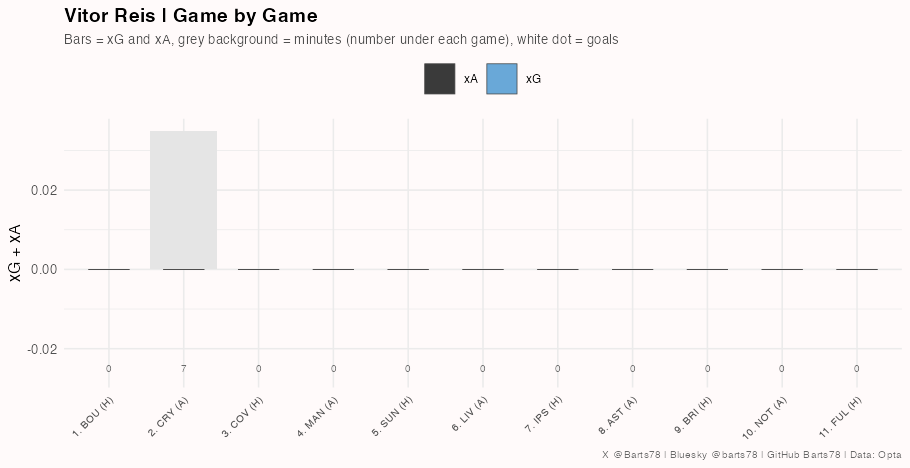 Vitor Reis | Game by Game
Bars = xG and xA, grey background = minutes (number under each game), white dot = goals
xA xG
xG + xA
0.02
0.00
-0.02
0 7 0 0 0 0 0 0 0 0 0
1. BOU (H) 2. CRY (A) 3. COV (H) 4. MAN (A) 5. SUN (H) 6. LIV (A) 7. IPS (H) 8. AST (A) 9. BRI (H) 10. NOT (A) 11. FUL (H)
X @Barts78 | Bluesky @barts78 | GitHub Barts78 | Data: Opta